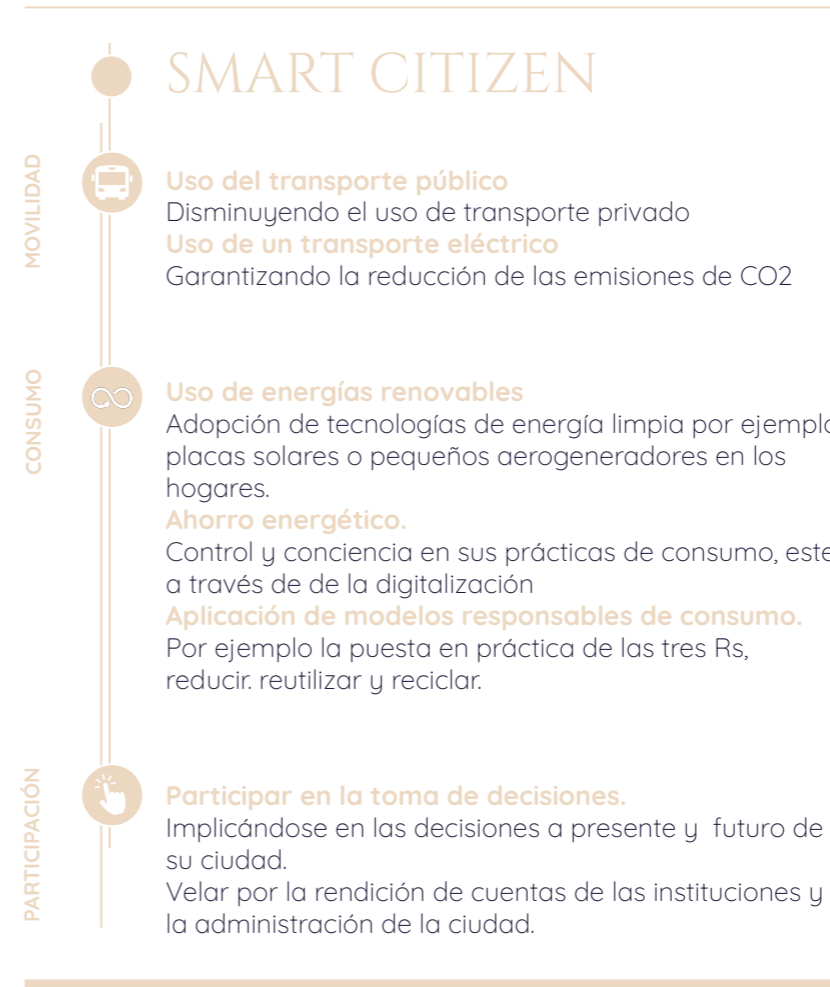 SMART CITIZEN
MOVILIDAD
Uso del transporte público
Disminuyendo el uso de transporte privado
Uso de un transporte eléctrico
Garantizando la reducción de las emisiones de CO2
CONSUMO
Uso de energías renovables
Adopción de tecnologías de energía limpia por ejemplo
placas solares o pequeños aerogeneradores en los
hogares.
Ahorro energético.
Control y conciencia en sus prácticas de consumo, este
a través de de la digitalización
Aplicación de modelos responsables de consumo.
Por ejemplo la puesta en práctica de las tres Rs,
reducir. reutilizar y reciclar.
PARTICIPACIÓN
Participar en la toma de decisiones.
Implicándose en las decisiones a presente y futuro de
su ciudad.
Velar por la rendición de cuentas de las instituciones y
la administración de la ciudad.